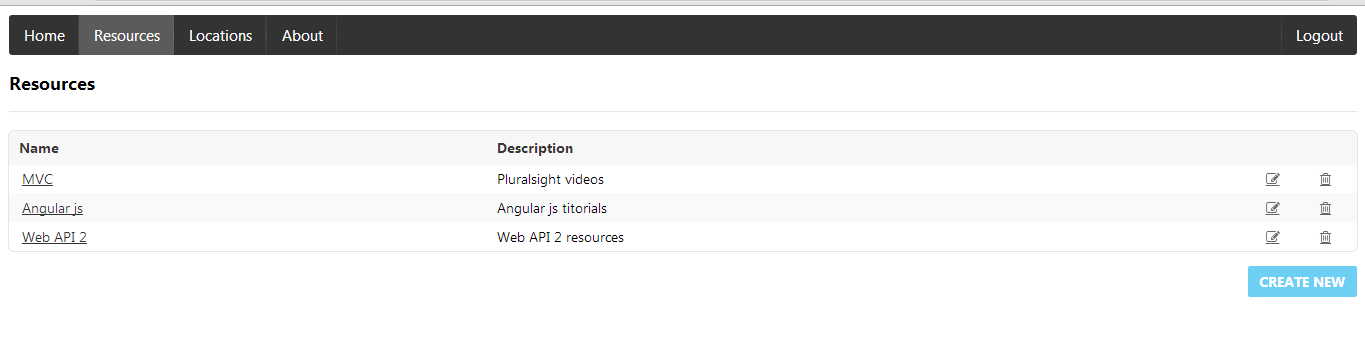 Home Resources Locations About Logout
Resources
Name Description
MVC Pluralsight videos
Angular js Angular js titorials
Web API 2 Web API 2 resources
CREATE NEW